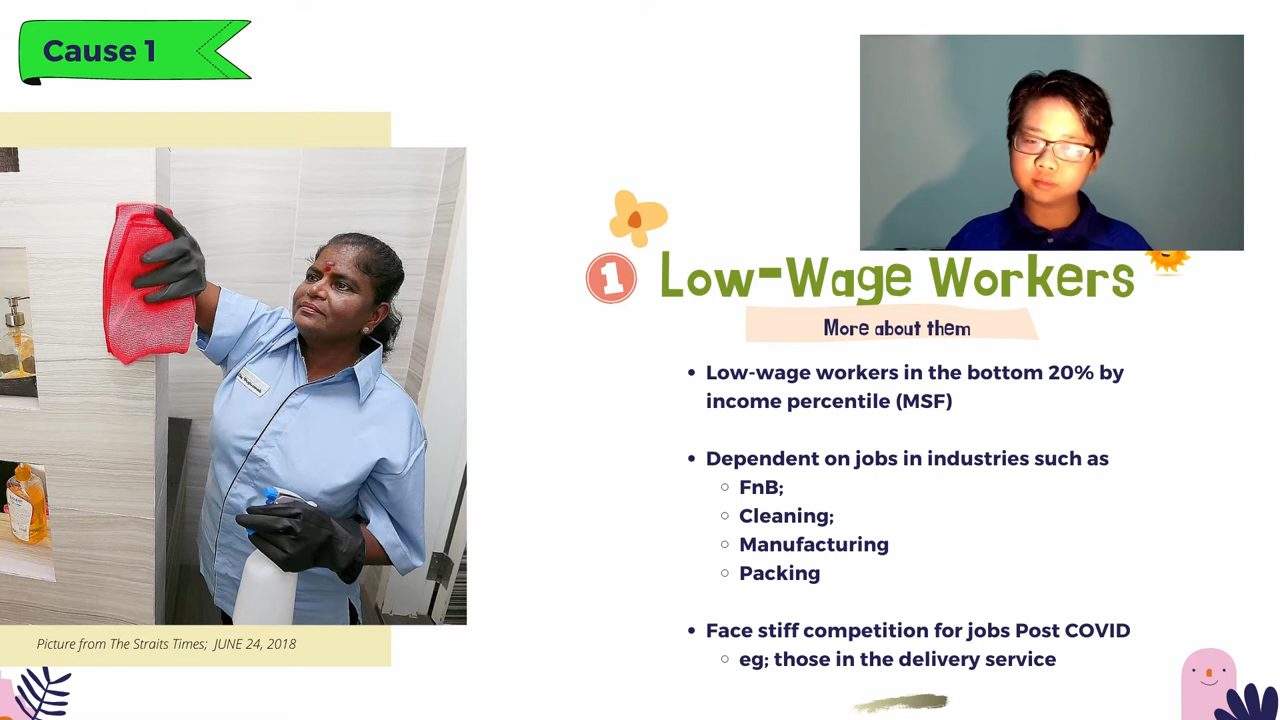 Cause 1
1 Low-Wage Workers
More about them
• Low-wage workers in the bottom 20% by
income percentile (MSF)
• Dependent on jobs in industries such as
○ FnB;
○ Cleaning;
○ Manufacturing
○ Packing
• Face stiff competition for jobs Post COVID
○ eg; those in the delivery service
Picture from The Straits Times; JUNE 24, 2018